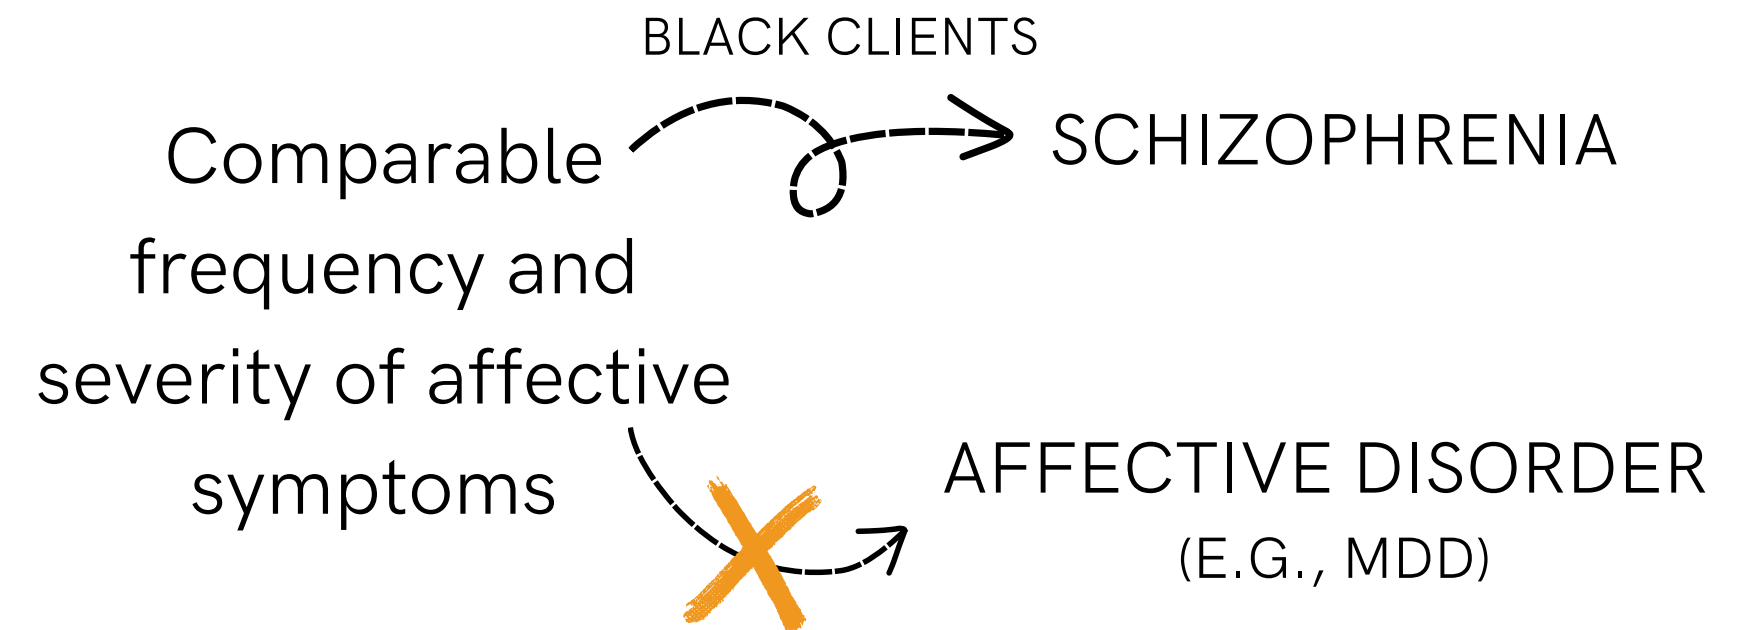 BLACK CLIENTS
Comparable
frequency and
severity of affective
symptoms
SCHIZOPHRENIA
AFFECTIVE DISORDER
(E.G., MDD)